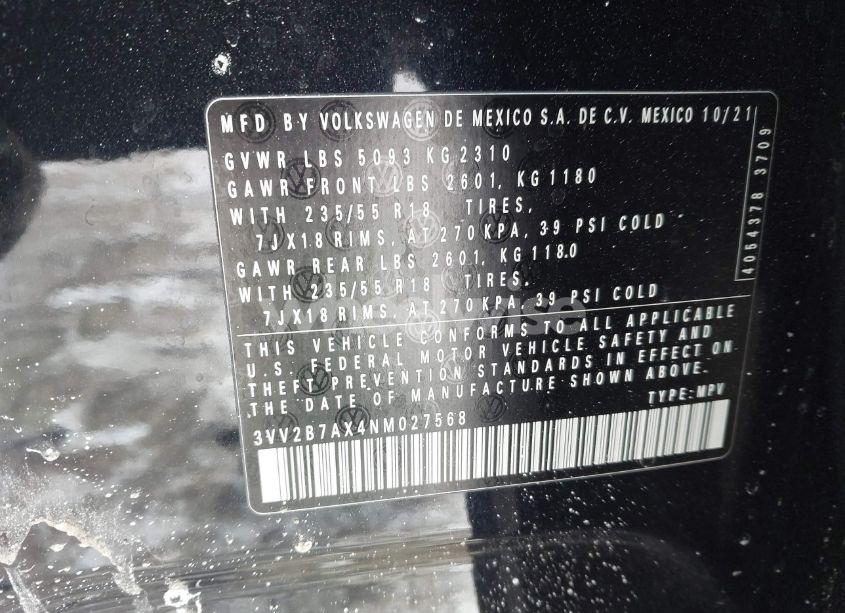 MFD BY VOLKSWAGEN DE MEXICO S.A. DE C.V. MEXICO 10/21
GVWR LBS 5093 KG 2310
GAWR FRONT LBS 2601, KG 1180
WITH 235/55 R18 TIRES,
7JX18 RIMS, AT 270 KPA, 39 PSI COLD
GAWR REAR LBS 2601, KG 1180
WITH 235/55 R18 TIRES,
7JX18 RIMS, AT 270 KPA, 39 PSI COLD
THIS VEHICLE CONFORMS TO ALL APPLICABLE
U.S. FEDERAL MOTOR VEHICLE SAFETY AND
THEFT PREVENTION STANDARDS IN EFFECT ON
THE DATE OF MANUFACTURE SHOWN ABOVE.
TYPE: MPV
3VV2B7AX4NM027568
4054378 3709